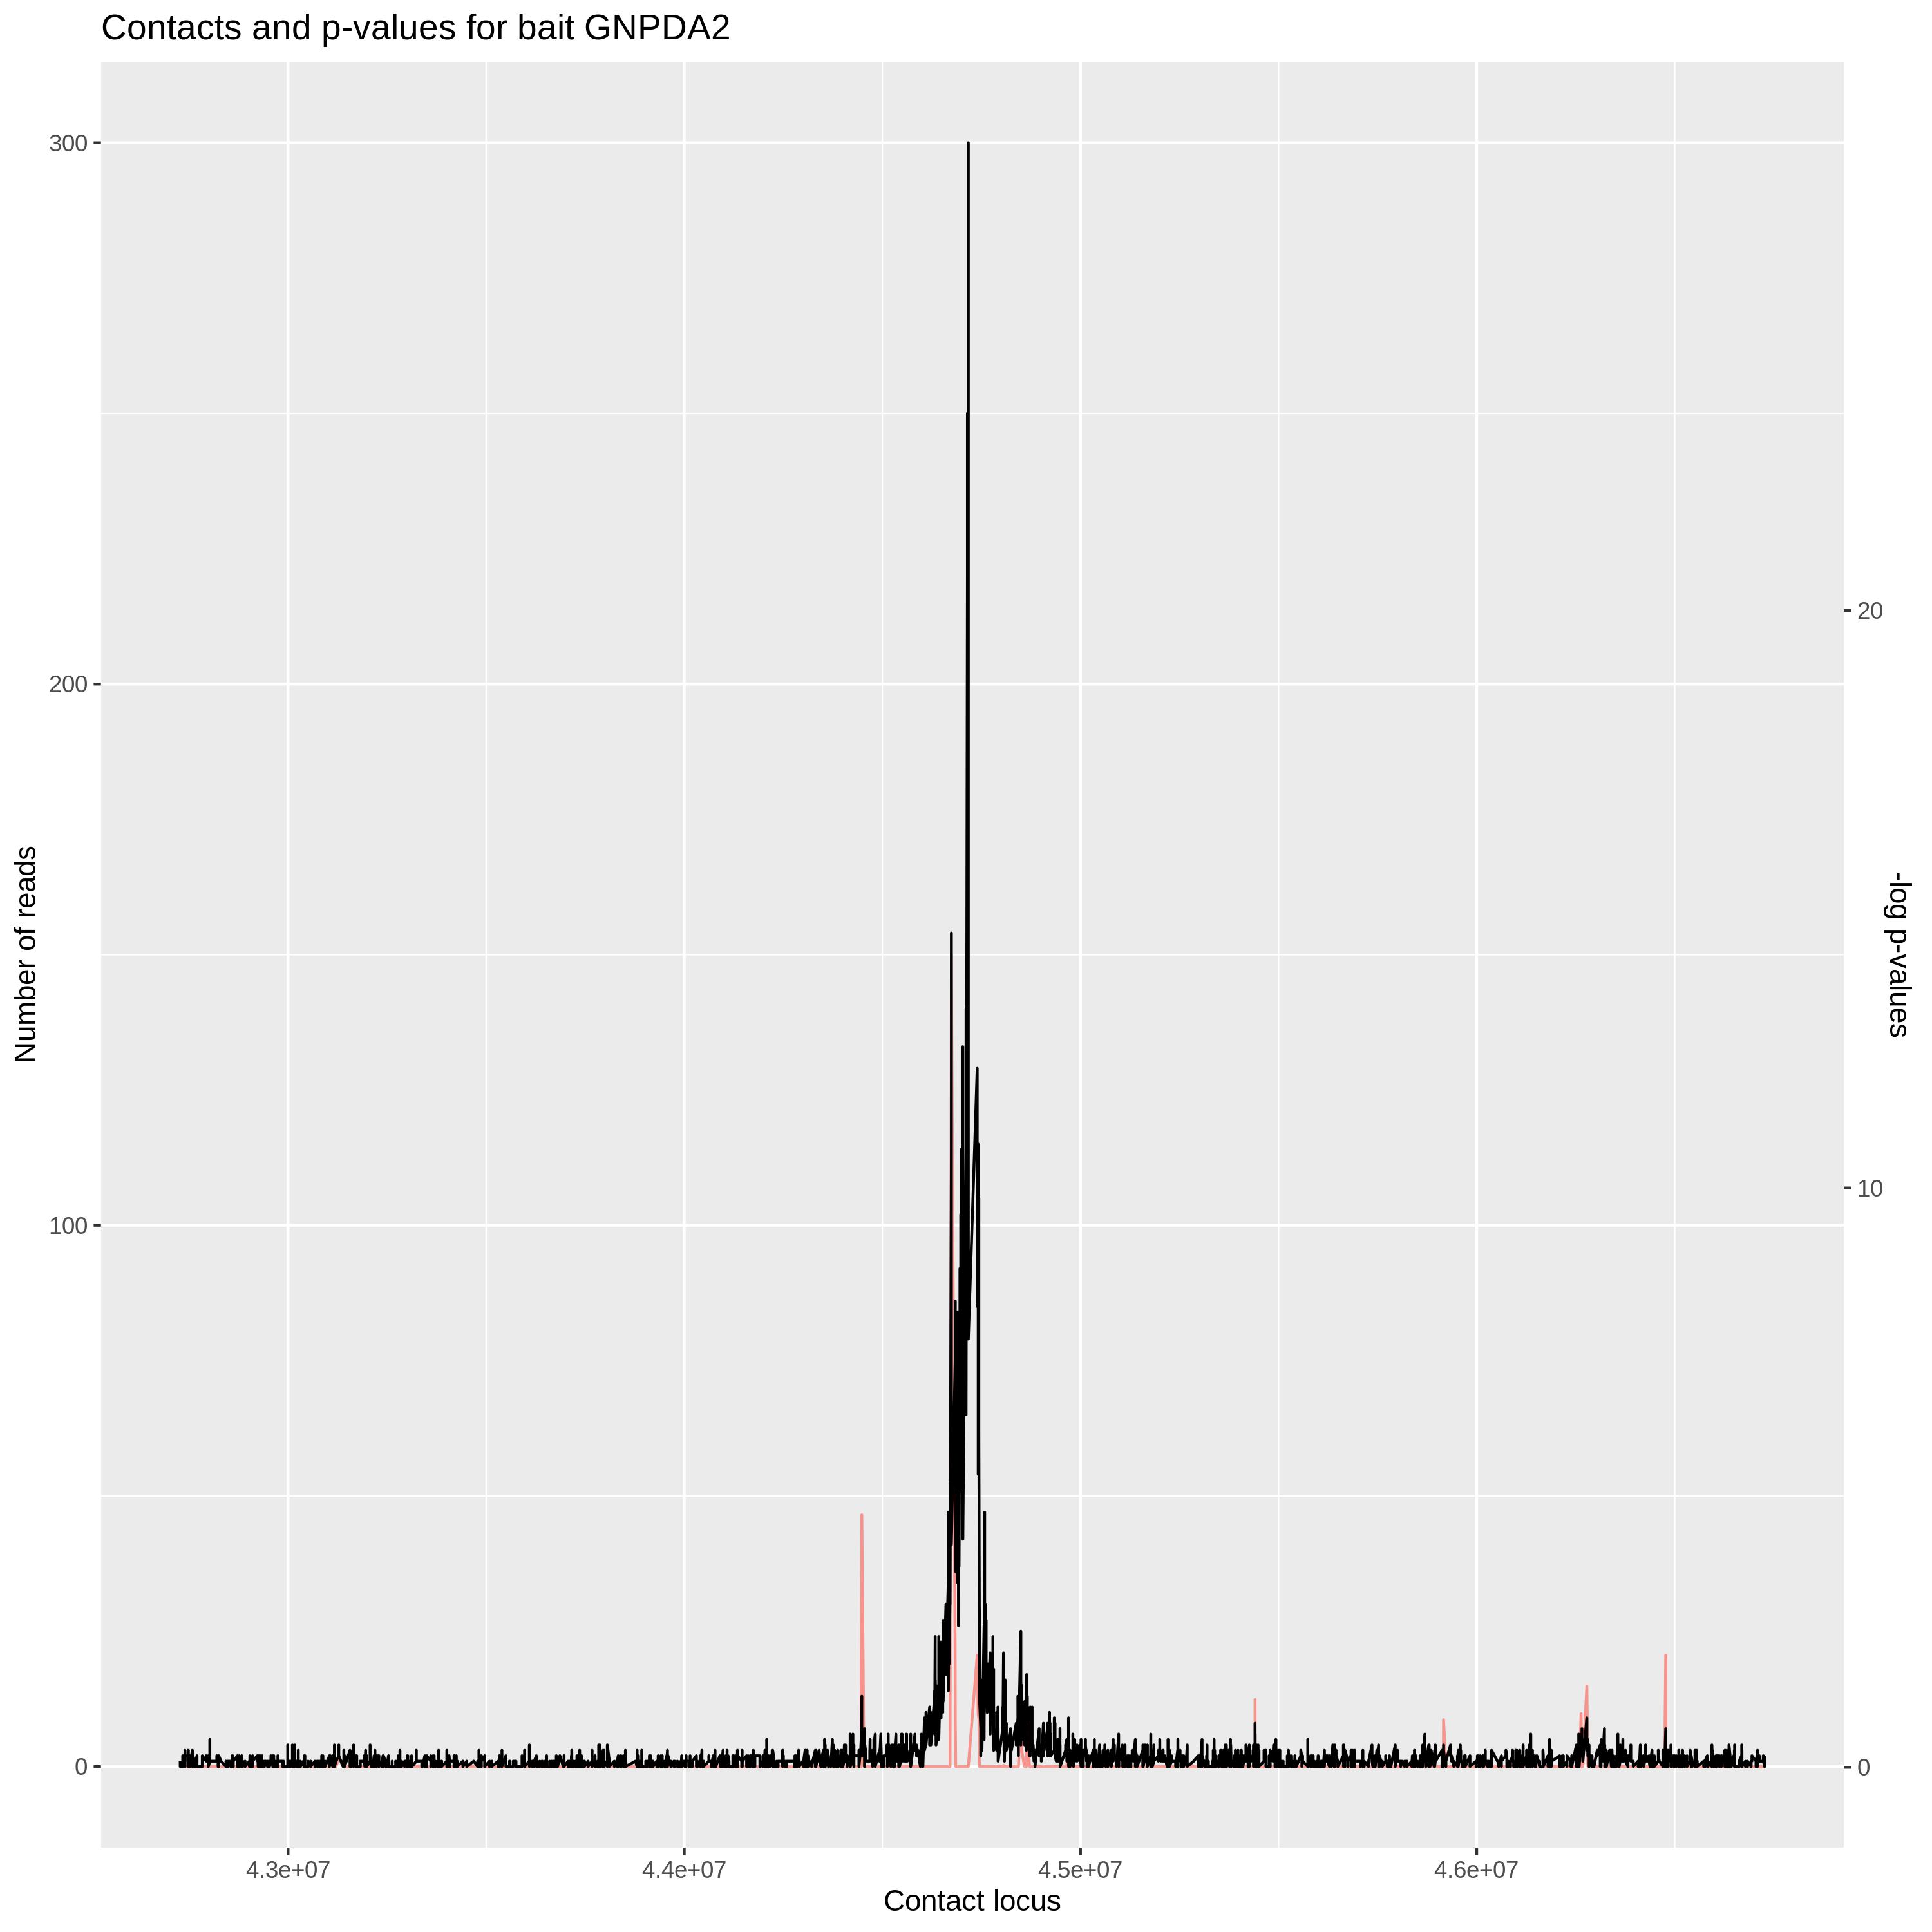 Contacts and p-values for bait GNPDA2
300
200
100
0
Number of reads
20
10
0
-log p-values
4.3e+07
4.4e+07
4.5e+07
4.6e+07
Contact locus